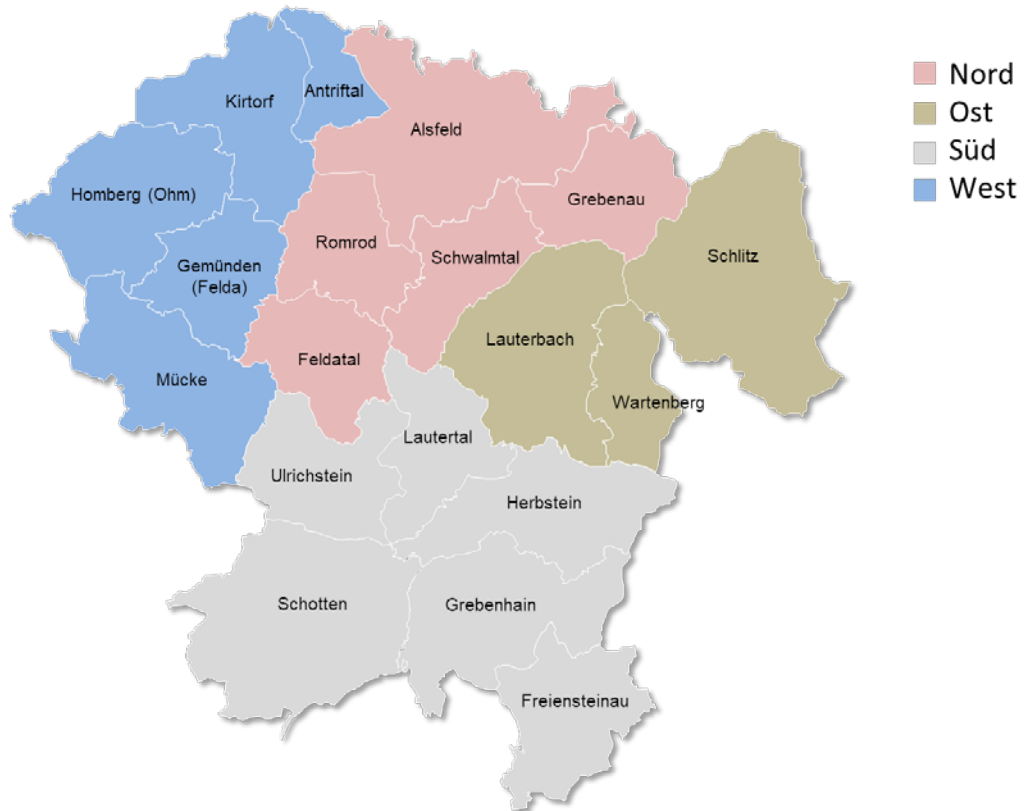 Nord
Ost
Süd
West
Kirtorf
Antriftal
Alsfeld
Homberg (Ohm)
Grebenau
Romrod
Schwalmtal
Schlitz
Gemünden
(Felda)
Lauterbach
Feldatal
Mücke
Wartenberg
Lautertal
Ulrichstein
Herbstein
Schotten
Grebenhain
Freiensteinau